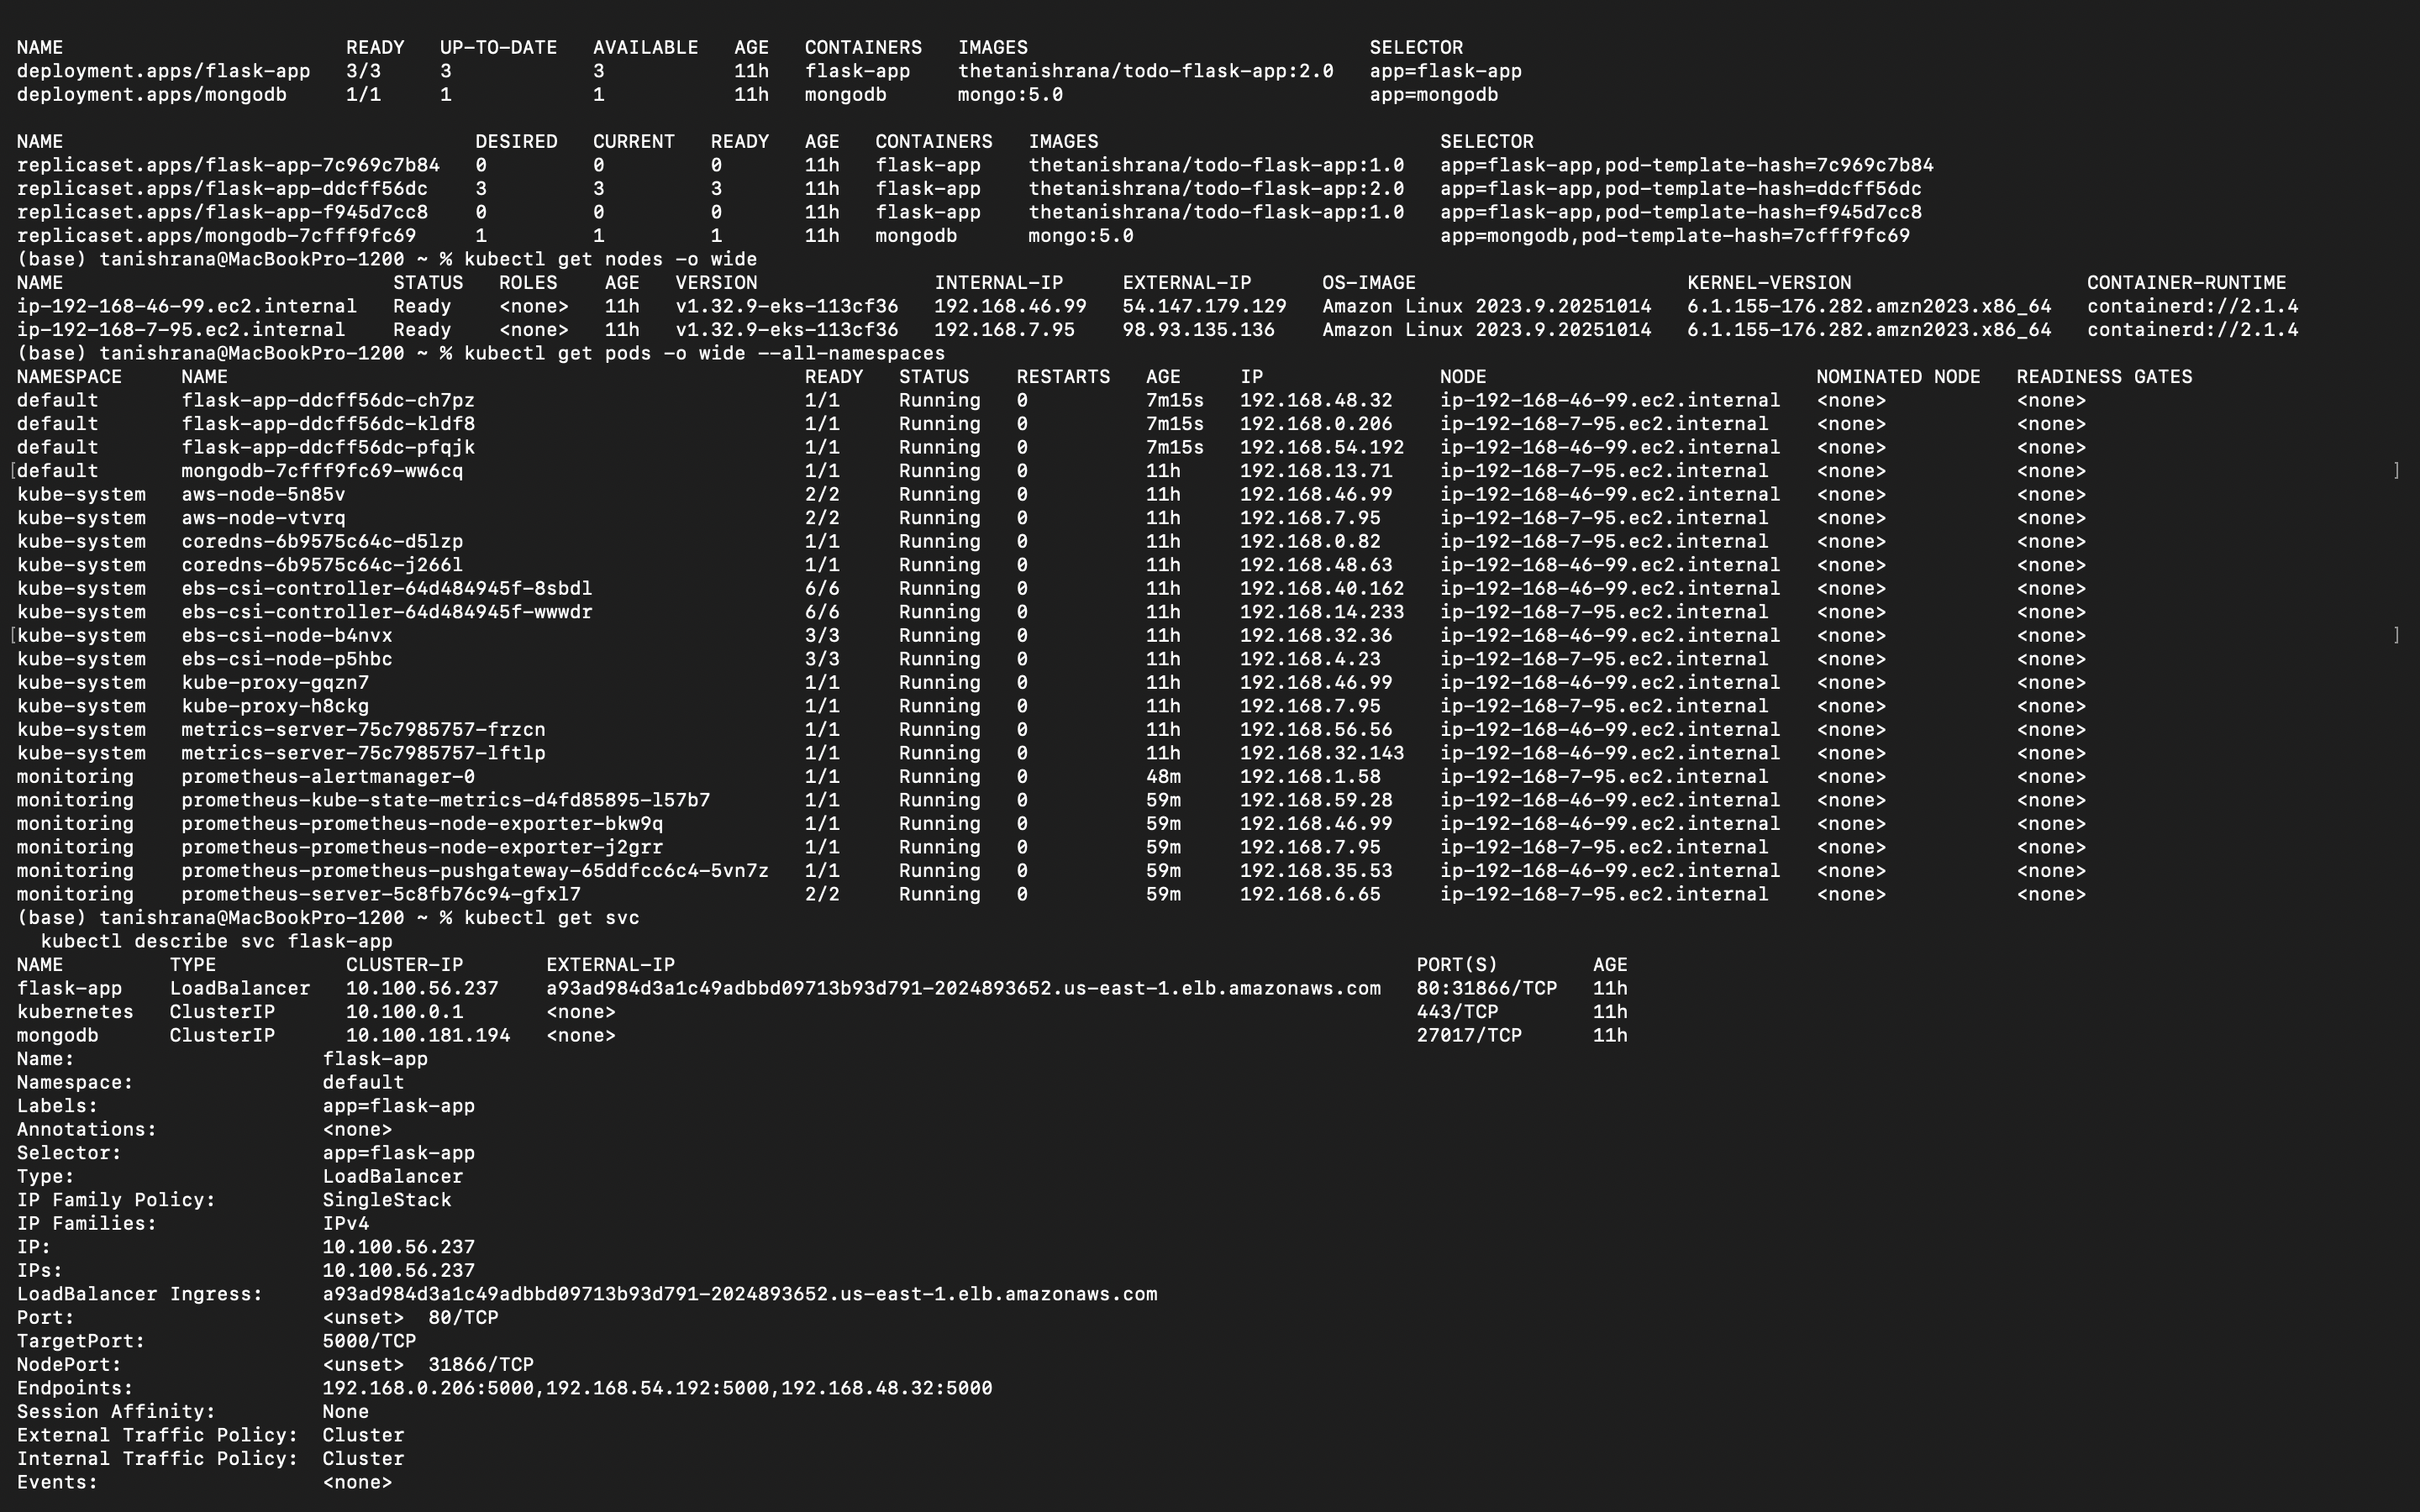 NAME READY UP-TO-DATE AVAILABLE AGE CONTAINERS IMAGES SELECTOR
deployment.apps/flask-app 3/3 3 3 11h flask-app thetanishrana/todo-flask-app:2.0 app=flask-app
deployment.apps/mongodb 1/1 1 1 11h mongodb mongo:5.0 app=mongodb
NAME DESIRED CURRENT READY AGE CONTAINERS IMAGES SELECTOR
replicaset.apps/flask-app-7c969c7b84 0 0 0 11h flask-app thetanishrana/todo-flask-app:1.0 app=flask-app,pod-template-hash=7c969c7b84
replicaset.apps/flask-app-ddcff56dc 3 3 3 11h flask-app thetanishrana/todo-flask-app:2.0 app=flask-app,pod-template-hash=ddcff56dc
replicaset.apps/flask-app-f945d7cc8 0 0 0 11h flask-app thetanishrana/todo-flask-app:1.0 app=flask-app,pod-template-hash=f945d7cc8
replicaset.apps/mongodb-7cfff9fc69 1 1 1 11h mongodb mongo:5.0 app=mongodb,pod-template-hash=7cfff9fc69
(base) tanishrana@MacBookPro-1200 ~ % kubectl get nodes -o wide
NAME STATUS ROLES AGE VERSION INTERNAL-IP EXTERNAL-IP OS-IMAGE KERNEL-VERSION CONTAINER-RUNTIME
ip-192-168-46-99.ec2.internal Ready <none> 11h v1.32.9-eks-113cf36 192.168.46.99 54.147.179.129 Amazon Linux 2023.9.20251014 6.1.155-176.282.amzn2023.x86_64 containerd://2.1.4
ip-192-168-7-95.ec2.internal Ready <none> 11h v1.32.9-eks-113cf36 192.168.7.95 98.93.135.136 Amazon Linux 2023.9.20251014 6.1.155-176.282.amzn2023.x86_64 containerd://2.1.4
(base) tanishrana@MacBookPro-1200 ~ % kubectl get pods -o wide --all-namespaces
NAMESPACE NAME READY STATUS RESTARTS AGE IP NODE NOMINATED NODE READINESS GATES
default flask-app-ddcff56dc-ch7pz 1/1 Running 0 7m15s 192.168.48.32 ip-192-168-46-99.ec2.internal <none> <none>
default flask-app-ddcff56dc-kldf8 1/1 Running 0 7m15s 192.168.0.206 ip-192-168-7-95.ec2.internal <none> <none>
default flask-app-ddcff56dc-pfqjk 1/1 Running 0 7m15s 192.168.54.192 ip-192-168-46-99.ec2.internal <none> <none>
[default mongodb-7cfff9fc69-ww6cq 1/1 Running 0 11h 192.168.13.71 ip-192-168-7-95.ec2.internal <none> <none> ]
kube-system aws-node-5n85v 2/2 Running 0 11h 192.168.46.99 ip-192-168-46-99.ec2.internal <none> <none>
kube-system aws-node-vtvrq 2/2 Running 0 11h 192.168.7.95 ip-192-168-7-95.ec2.internal <none> <none>
kube-system coredns-6b9575c64c-d5lzp 1/1 Running 0 11h 192.168.0.82 ip-192-168-7-95.ec2.internal <none> <none>
kube-system coredns-6b9575c64c-j266l 1/1 Running 0 11h 192.168.48.63 ip-192-168-46-99.ec2.internal <none> <none>
kube-system ebs-csi-controller-64d484945f-8sbdl 6/6 Running 0 11h 192.168.40.162 ip-192-168-46-99.ec2.internal <none> <none>
kube-system ebs-csi-controller-64d484945f-wwwdr 6/6 Running 0 11h 192.168.14.233 ip-192-168-7-95.ec2.internal <none> <none>
[kube-system ebs-csi-node-b4nvx 3/3 Running 0 11h 192.168.32.36 ip-192-168-46-99.ec2.internal <none> <none> ]
kube-system ebs-csi-node-p5hbc 3/3 Running 0 11h 192.168.4.23 ip-192-168-7-95.ec2.internal <none> <none>
kube-system kube-proxy-gqzn7 1/1 Running 0 11h 192.168.46.99 ip-192-168-46-99.ec2.internal <none> <none>
kube-system kube-proxy-h8ckg 1/1 Running 0 11h 192.168.7.95 ip-192-168-7-95.ec2.internal <none> <none>
kube-system metrics-server-75c7985757-frzcn 1/1 Running 0 11h 192.168.56.56 ip-192-168-46-99.ec2.internal <none> <none>
kube-system metrics-server-75c7985757-lftlp 1/1 Running 0 11h 192.168.32.143 ip-192-168-46-99.ec2.internal <none> <none>
monitoring prometheus-alertmanager-0 1/1 Running 0 48m 192.168.1.58 ip-192-168-7-95.ec2.internal <none> <none>
monitoring prometheus-kube-state-metrics-d4fd85895-l57b7 1/1 Running 0 59m 192.168.59.28 ip-192-168-46-99.ec2.internal <none> <none>
monitoring prometheus-prometheus-node-exporter-bkw9q 1/1 Running 0 59m 192.168.46.99 ip-192-168-46-99.ec2.internal <none> <none>
monitoring prometheus-prometheus-node-exporter-j2grr 1/1 Running 0 59m 192.168.7.95 ip-192-168-7-95.ec2.internal <none> <none>
monitoring prometheus-prometheus-pushgateway-65ddfcc6c4-5vn7z 1/1 Running 0 59m 192.168.35.53 ip-192-168-46-99.ec2.internal <none> <none>
monitoring prometheus-server-5c8fb76c94-gfxl7 2/2 Running 0 59m 192.168.6.65 ip-192-168-7-95.ec2.internal <none> <none>
(base) tanishrana@MacBookPro-1200 ~ % kubectl get svc
kubectl describe svc flask-app
NAME TYPE CLUSTER-IP EXTERNAL-IP PORT(S) AGE
flask-app LoadBalancer 10.100.56.237 a93ad984d3a1c49adbbd09713b93d791-2024893652.us-east-1.elb.amazonaws.com 80:31866/TCP 11h
kubernetes ClusterIP 10.100.0.1 <none> 443/TCP 11h
mongodb ClusterIP 10.100.181.194 <none> 27017/TCP 11h
Name: flask-app
Namespace: default
Labels: app=flask-app
Annotations: <none>
Selector: app=flask-app
Type: LoadBalancer
IP Family Policy: SingleStack
IP Families: IPv4
IP: 10.100.56.237
IPs: 10.100.56.237
LoadBalancer Ingress: a93ad984d3a1c49adbbd09713b93d791-2024893652.us-east-1.elb.amazonaws.com
Port: <unset> 80/TCP
TargetPort: 5000/TCP
NodePort: <unset> 31866/TCP
Endpoints: 192.168.0.206:5000,192.168.54.192:5000,192.168.48.32:5000
Session Affinity: None
External Traffic Policy: Cluster
Internal Traffic Policy: Cluster
Events: <none>